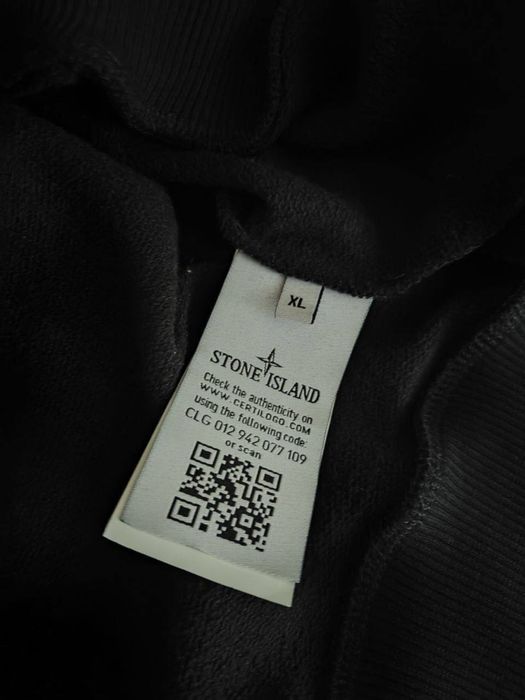 XL
STONE ISLAND
Check the authenticity on
WWW.CERTILOGO.COM
using the following code:
CLG 012 942 077 109
or scan